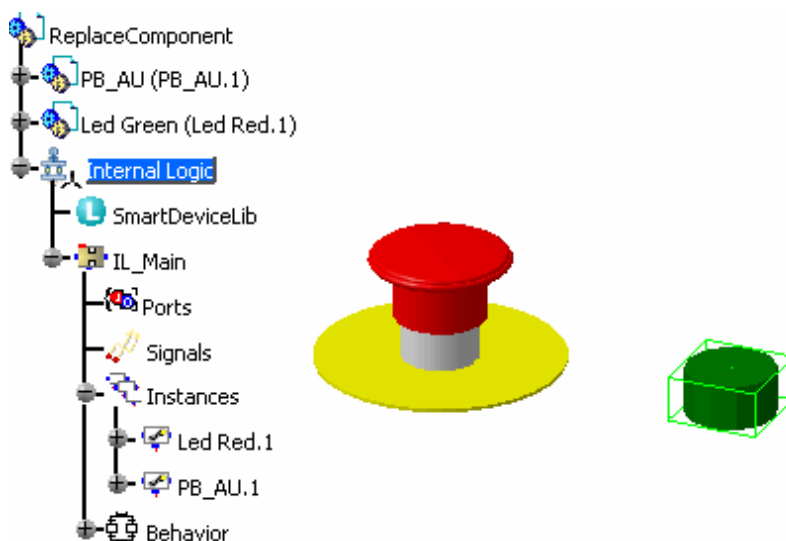 ReplaceComponent
PB_AU (PB_AU.1)
Led Green (Led Red.1)
Internal Logic
SmartDeviceLib
IL_Main
Ports
Signals
Instances
Led Red.1
PB_AU.1
Behavior